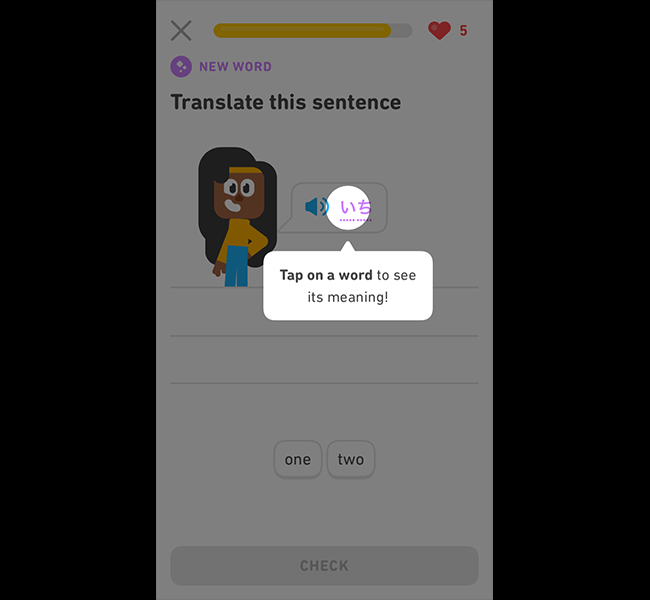 5
NEW WORD
Translate this sentence
いち
Tap on a word to see
its meaning!
one two
CHECK